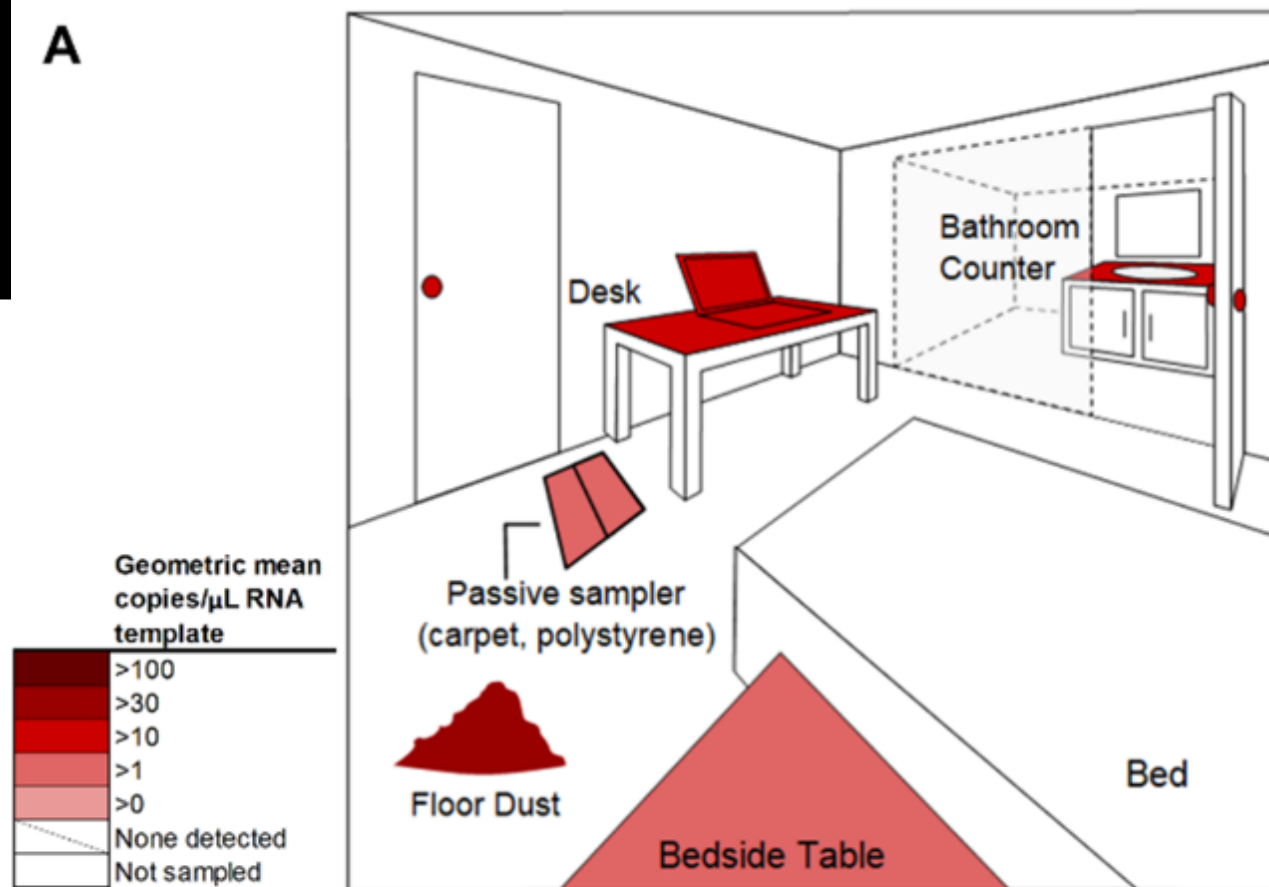 A
Bathroom
Counter
Desk
Passive sampler
(carpet, polystyrene)
Floor Dust
Bedside Table
Bed
Geometric mean
copies/µL RNA
template
>100
>30
>10
>1
>0
None detected
Not sampled